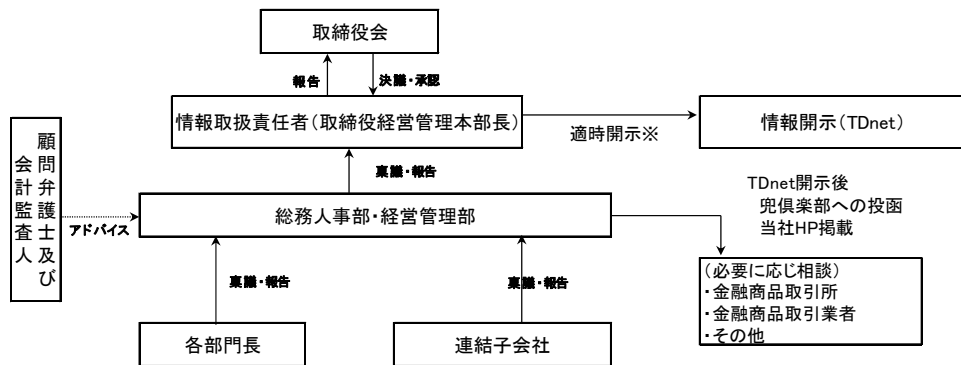 取締役会
報告
決議・承認
情報取扱責任者(取締役経営管理本部長)
適時開示※
情報開示(TDnet)
顧問弁護士及び
会計監査人
稟議・報告
TDnet開示後
兜倶楽部への投函
当社HP掲載
アドバイス
総務人事部・経営管理部
(必要に応じ相談)
・金融商品取引所
・金融商品取引業者
・その他
稟議・報告
稟議・報告
各部門長
連結子会社